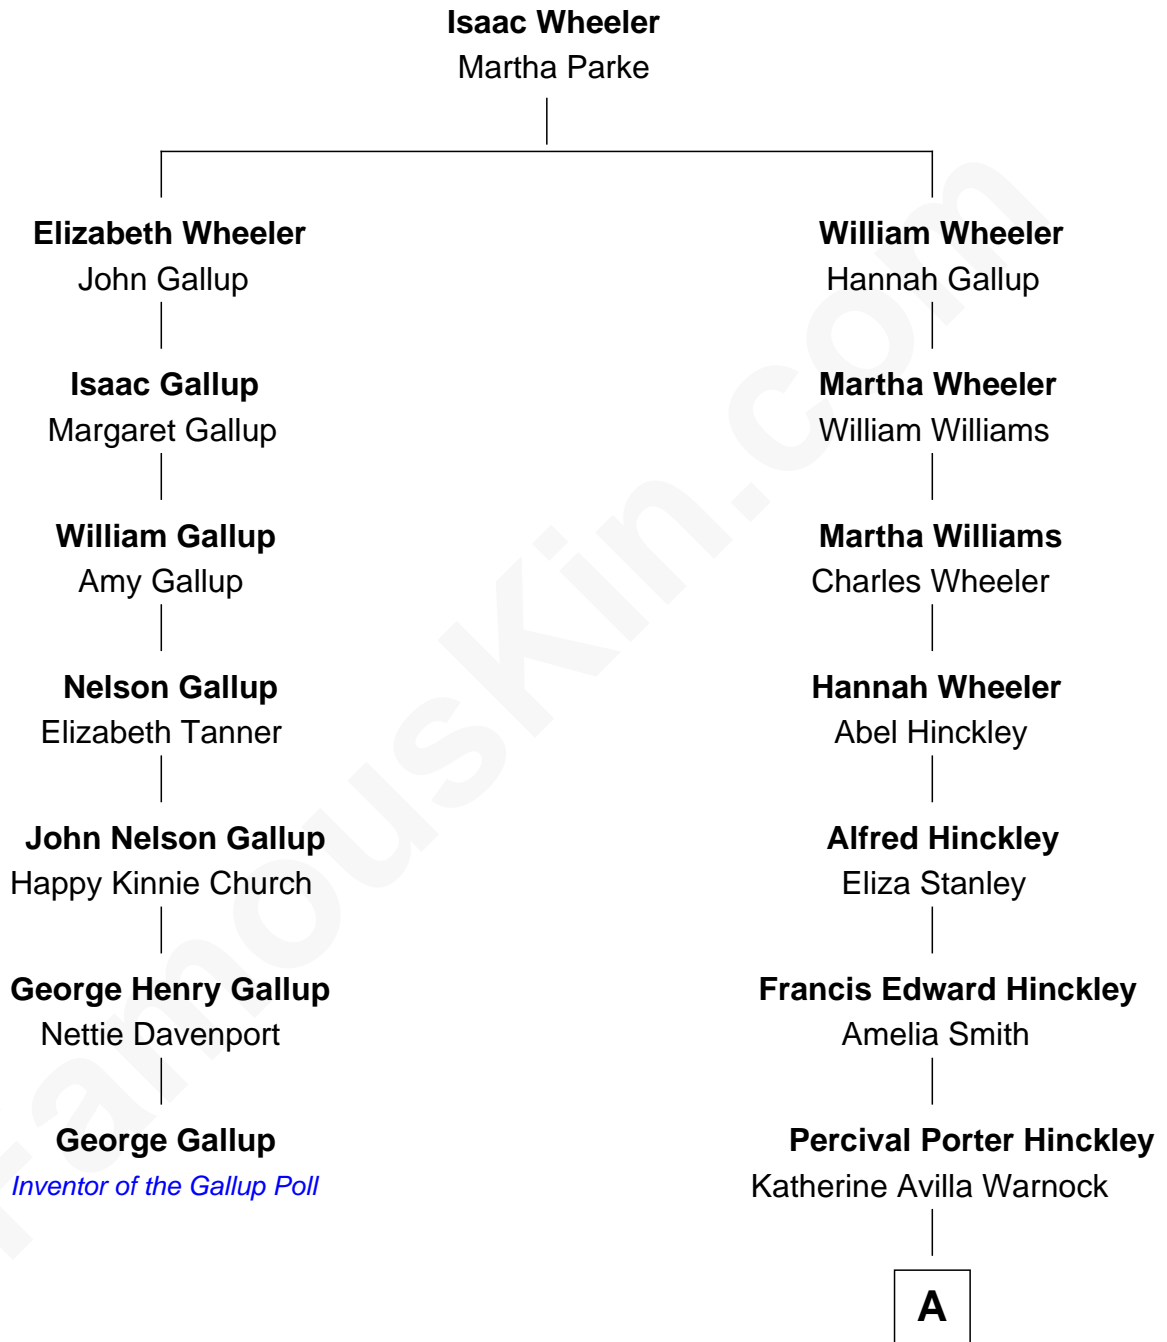 Isaac Wheeler
Martha Parke
Elizabeth Wheeler
John Gallup
William Wheeler
Hannah Gallup
Isaac Gallup
Margaret Gallup
Martha Wheeler
William Williams
William Gallup
Amy Gallup
Martha Williams
Charles Wheeler
Nelson Gallup
Elizabeth Tanner
Hannah Wheeler
Abel Hinckley
John Nelson Gallup
Happy Kinnie Church
Alfred Hinckley
Eliza Stanley
George Henry Gallup
Nettie Davenport
Francis Edward Hinckley
Amelia Smith
George Gallup
Inventor of the Gallup Poll
Percival Porter Hinckley
Katherine Avilla Warnock
A
FamousKin.com